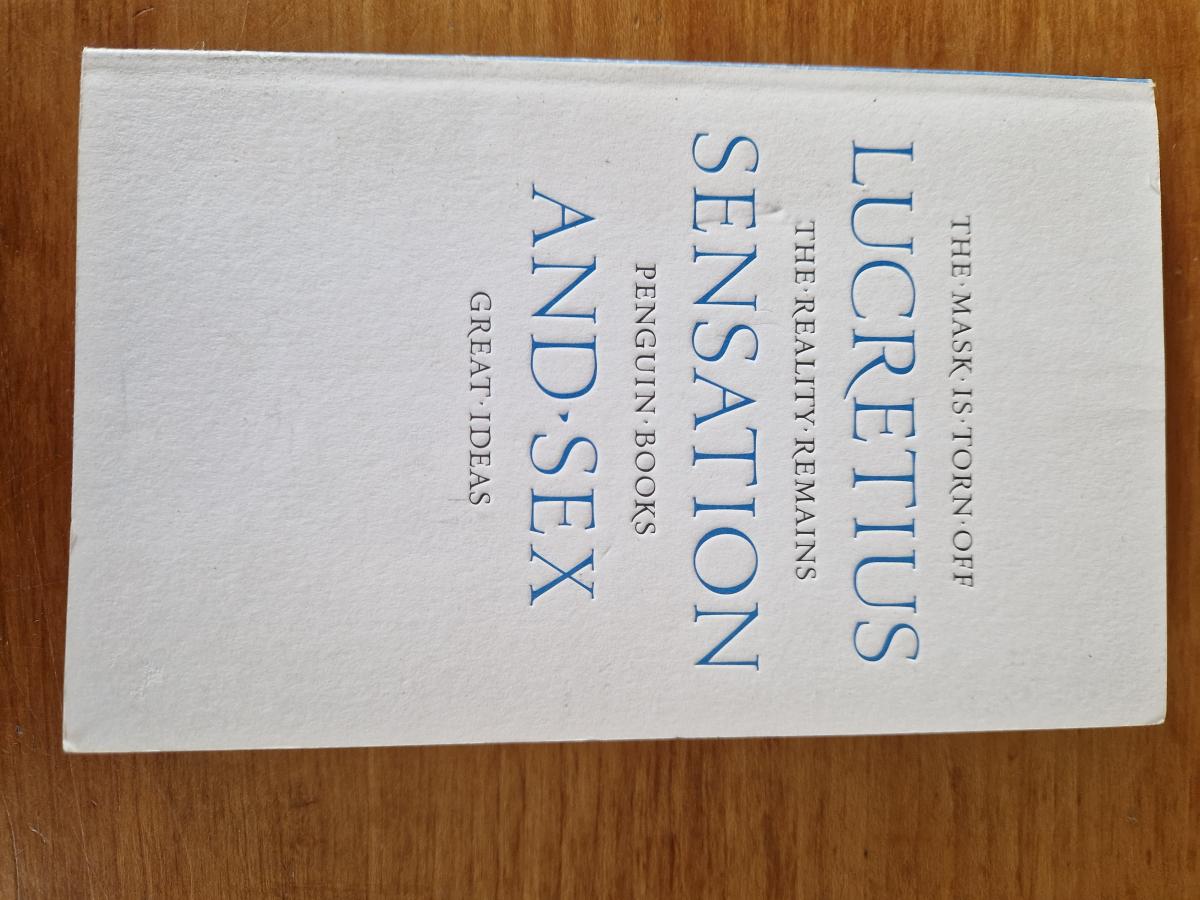 THE·MASK·IS·TORN·OFF
LUCRETIUS
THE·REALITY·REMAINS
SENSATION
PENGUIN·BOOKS
AND·SEX
GREAT·IDEAS